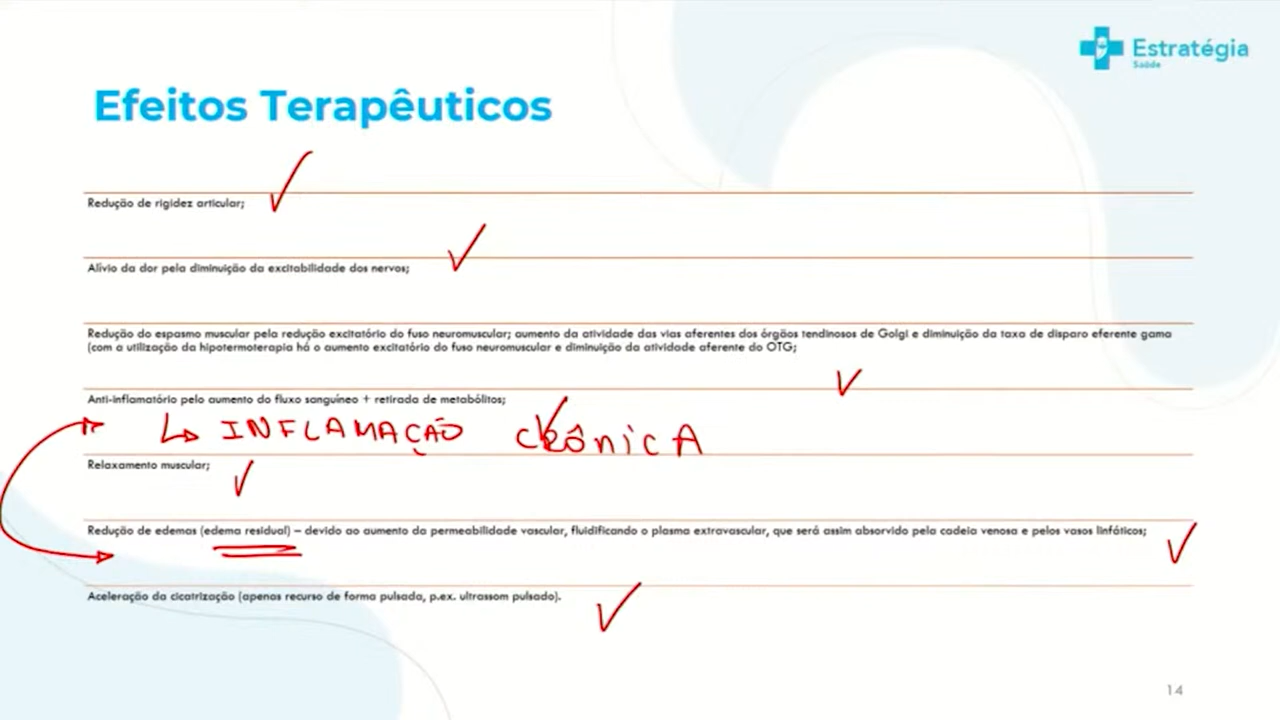 Estratégia
Saúde
Efeitos Terapêuticos
Redução de rigidez articular;
Alívio da dor pela diminuição da excitabilidade dos nervos;
Redução do espasmo muscular pela redução excitatório do fuso neuromuscular; aumento da atividade das vias aferentes dos órgãos tendinosos de Golgi e diminuição da taxa de disparo eferente gama
(com a utilização da hipotermoterapia há o aumento excitatório do fuso neuromuscular e diminuição da atividade aferente do OTG;
Anti-inflamatório pelo aumento do fluxo sanguíneo + retirada de metabólitos;
INFLAMAÇÃO CRÔNICA
Relaxamento muscular;
Redução de edemas (edema residual) – devido ao aumento da permeabilidade vascular, fluidificando o plasma extravascular, que será assim absorvido pela cadeia venosa e pelos vasos linfáticos;
Aceleração da cicatrização (apenas recurso de forma pulsada, p.ex. ultrassom pulsado).
14